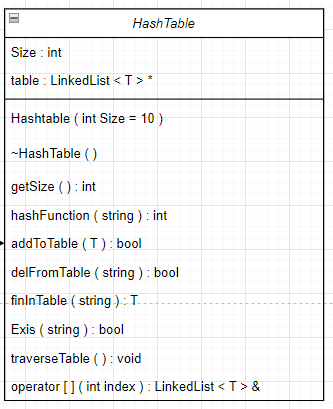 HashTable
Size : int
table : LinkedList < T > *
Hashtable ( int Size = 10 )
~HashTable ( )
getSize ( ) : int
hashFunction ( string ) : int
addToTable ( T ) : bool
delFromTable ( string ) : bool
finInTable ( string ) : T
Exis ( string ) : bool
traverseTable ( ) : void
operator [ ] ( int index ) : LinkedList < T > &